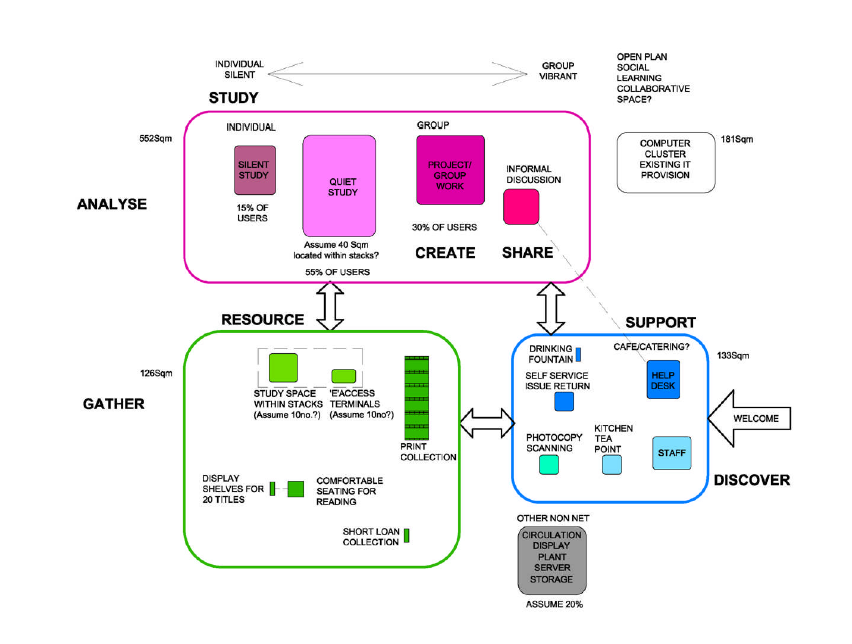 INDIVIDUAL
SILENT
GROUP
VIBRANT
OPEN PLAN
SOCIAL
LEARNING
COLLABORATIVE
SPACE?
STUDY
552Sqm
INDIVIDUAL
GROUP
181Sqm
COMPUTER
CLUSTER
EXISTING IT
PROVISION
SILENT
STUDY
QUIET
STUDY
PROJECT/
GROUP
WORK
INFORMAL
DISCUSSION
ANALYSE
15% OF
USERS
30% OF USERS
Assume 40 Sqm
located within stacks?
CREATE
SHARE
55% OF USERS
RESOURCE
SUPPORT
126Sqm
GATHER
STUDY SPACE
WITHIN STACKS
(Assume 10no.?)
'E'ACCESS
TERMINALS
(Assume 10no?)
PRINT
COLLECTION
DISPLAY
SHELVES FOR
20 TITLES
COMFORTABLE
SEATING FOR
READING
SHORT LOAN
COLLECTION
DRINKING
FOUNTAIN
CAFE/CATERING?
133Sqm
SELF SERVICE
ISSUE RETURN
HELP
DESK
WELCOME
PHOTOCOPY
SCANNING
KITCHEN
TEA
POINT
STAFF
DISCOVER
OTHER NON NET
CIRCULATION
DISPLAY
PLANT
SERVER
STORAGE
ASSUME 20%